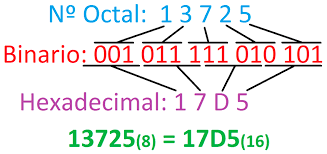 Nº Octal: 1 3 7 2 5
Binario: 001 011 111 010 101
Hexadecimal: 1 7 D 5
13725(8) = 17D5(16)